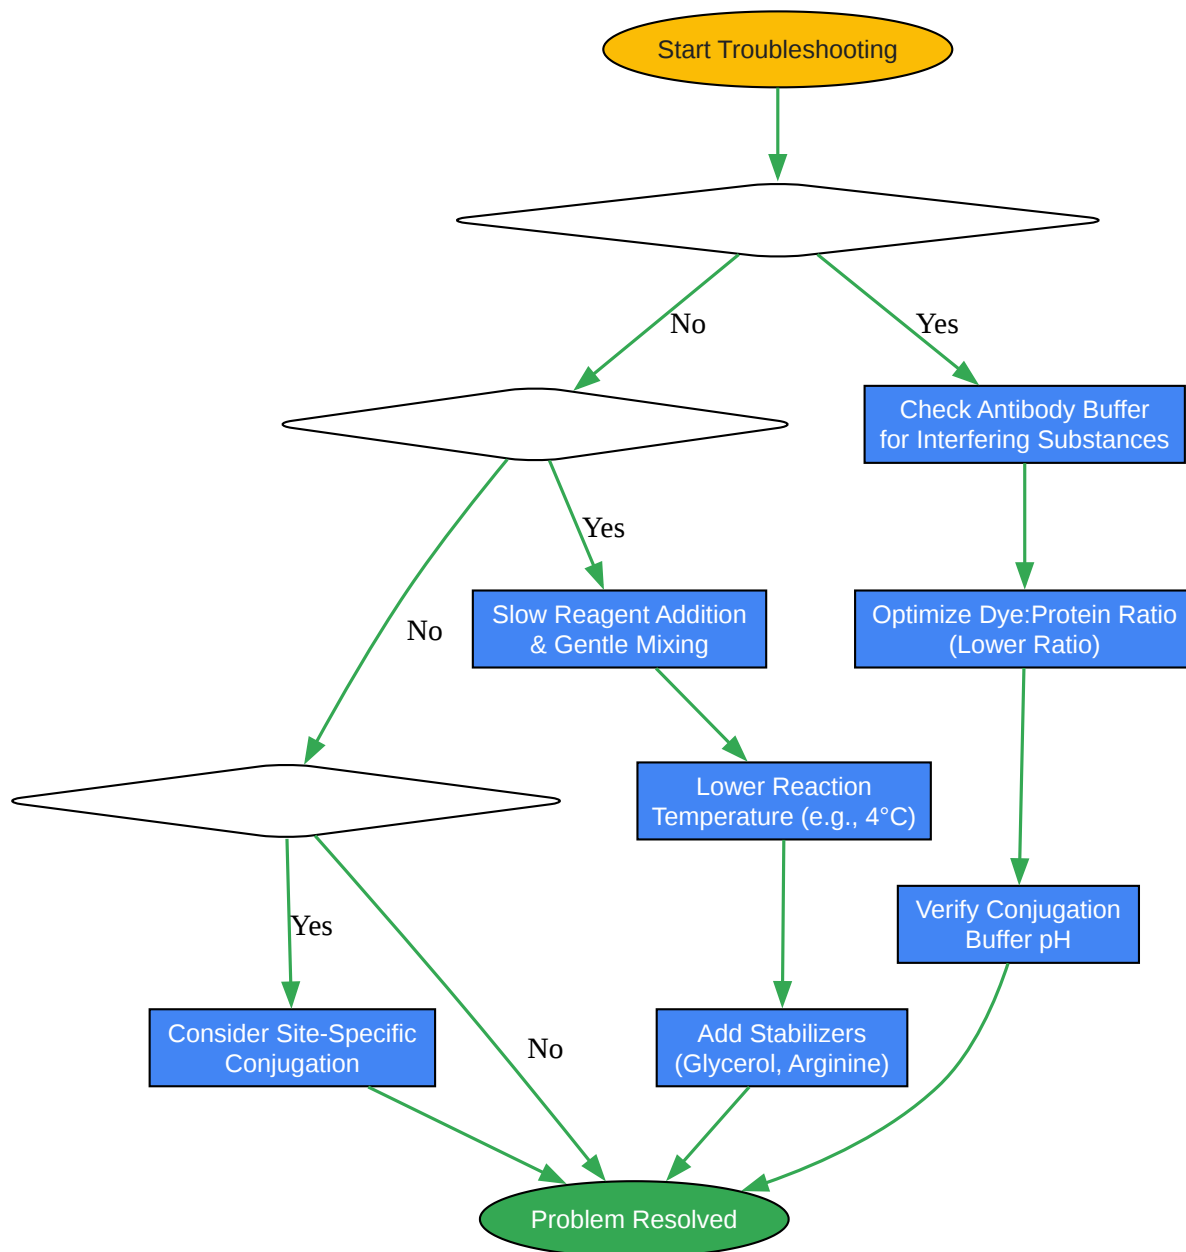 Start Troubleshooting
No
Yes
Check Antibody Buffer
for Interfering Substances
Yes
No
Slow Reagent Addition
& Gentle Mixing
Optimize Dye:Protein Ratio
(Lower Ratio)
Lower Reaction
Temperature (e.g., 4°C)
Yes
Verify Conjugation
Buffer pH
Consider Site-Specific
Conjugation
No
Add Stabilizers
(Glycerol, Arginine)
Problem Resolved